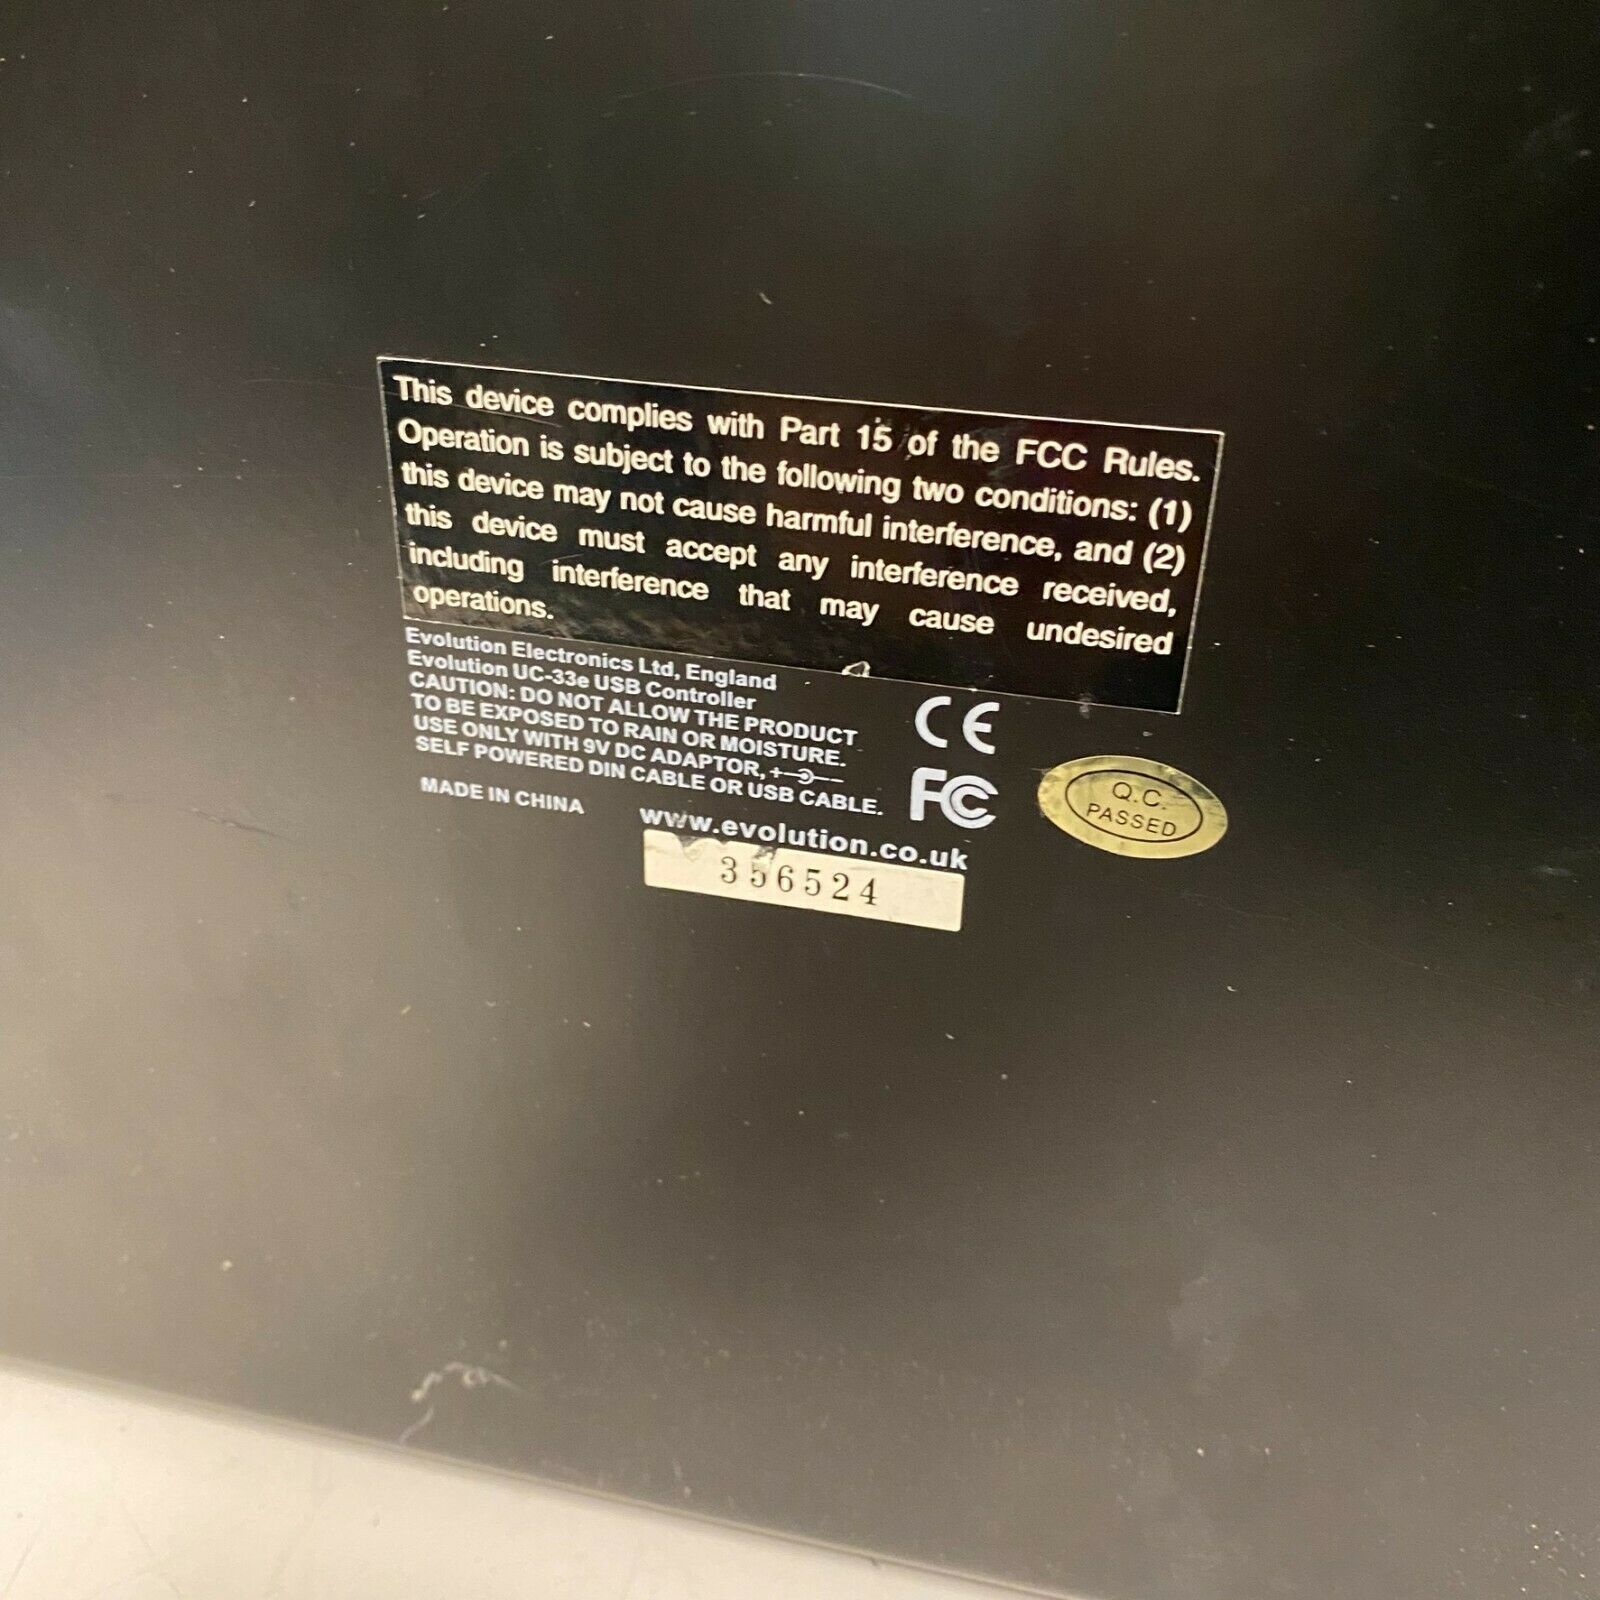 This device complies with Part 15 of the FCC Rules.
Operation is subject to the following two conditions: (1)
this device may not cause harmful interference, and (2)
this device must accept any interference received,
including interference that may cause undesired
operations.
Evolution Electronics Ltd, England
Evolution UC-33e USB Controller
CAUTION: DO NOT ALLOW THE PRODUCT
TO BE EXPOSED TO RAIN OR MOISTURE.
USE ONLY WITH 9V DC ADAPTOR,
SELF POWERED DIN CABLE OR USB CABLE.
MADE IN CHINA
www.evolution.co.uk
CE
FC
Q.C.
PASSED
356524